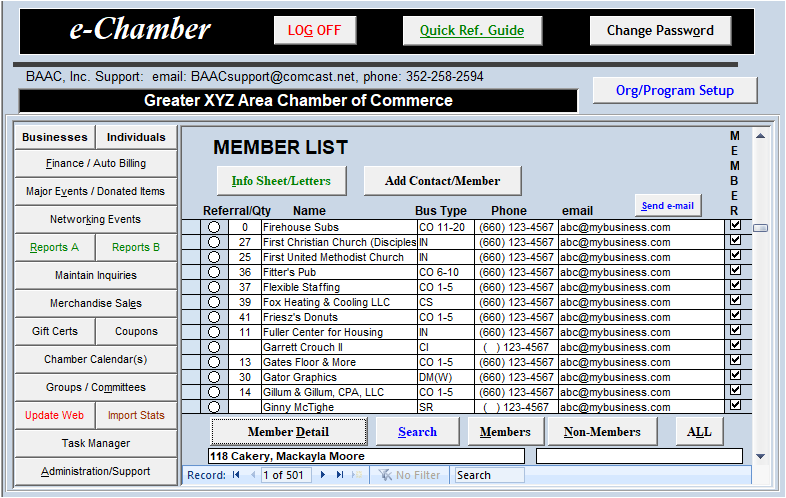 e-Chamber LOG OFF Quick Ref. Guide Change Password
BAAC, Inc. Support: email: BAACsupport@comcast.net, phone: 352-258-2594
Greater XYZ Area Chamber of Commerce Org/Program Setup
Businesses Individuals
Finance / Auto Billing
Major Events / Donated Items
Networking Events
Reports A Reports B
Maintain Inquiries
Merchandise Sales
Gift Certs Coupons
Chamber Calendar(s)
Groups / Committees
Update Web Import Stats
Task Manager
Administration/Support
MEMBER LIST
Info Sheet/Letters Add Contact/Member
Send e-mail
MEMBER
Referral/Qty Name Bus Type Phone email
0 Firehouse Subs CO 11-20 (660) 123-4567 abc@mybusiness.com
27 First Christian Church (Disciples IN (660) 123-4567 abc@mybusiness.com
25 First United Methodist Church IN (660) 123-4567 abc@mybusiness.com
36 Fitter's Pub CO 6-10 (660) 123-4567 abc@mybusiness.com
37 Flexible Staffing CO 1-5 (660) 123-4567 abc@mybusiness.com
39 Fox Heating & Cooling LLC CS (660) 123-4567 abc@mybusiness.com
41 Friesz's Donuts CO 1-5 (660) 123-4567 abc@mybusiness.com
11 Fuller Center for Housing IN (660) 123-4567 abc@mybusiness.com
Garrett Crouch II CI ( ) 123-4567 abc@mybusiness.com
13 Gates Floor & More CO 1-5 (660) 123-4567 abc@mybusiness.com
30 Gator Graphics DM(W) (660) 123-4567 abc@mybusiness.com
14 Gillum & Gillum, CPA, LLC CO 1-5 (660) 123-4567 abc@mybusiness.com
Ginny McTighe SR ( ) 123-4567 abc@mybusiness.com
Member Detail Search Members Non-Members ALL
118 Cakery, Mackayla Moore
Record: 1 of 501 No Filter Search